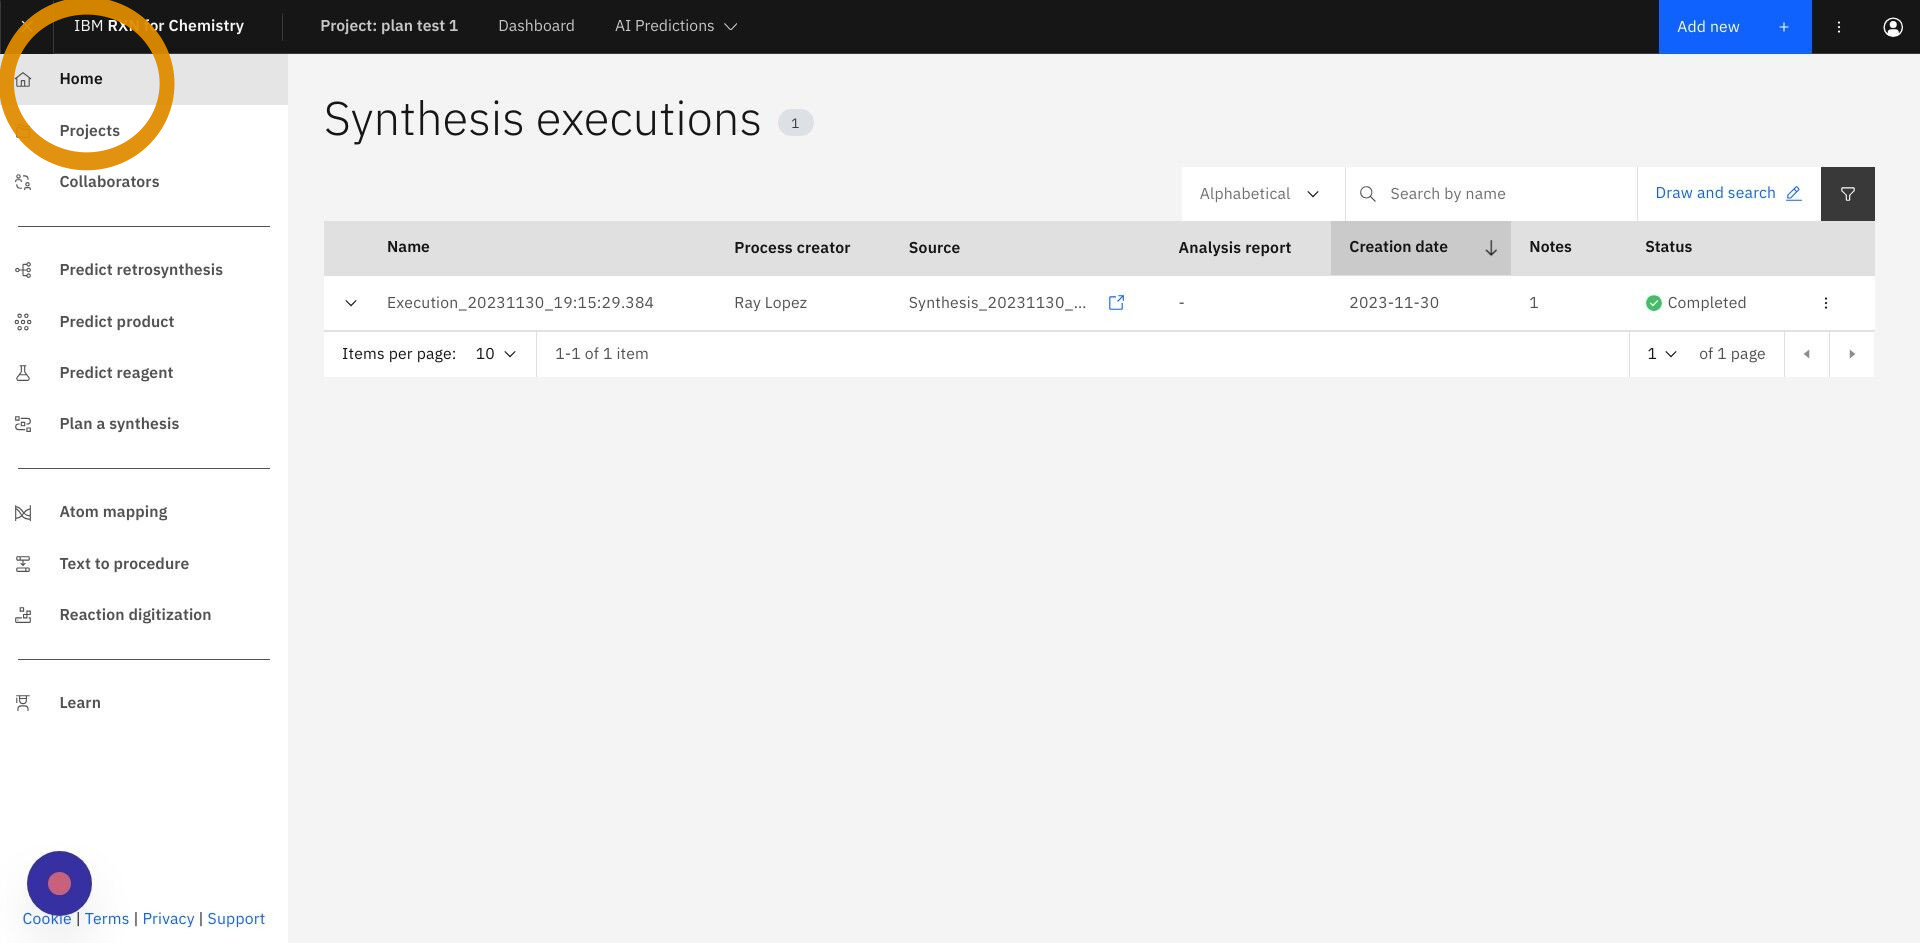 IBM RXN for Chemistry
Project: plan test 1
Dashboard
AI Predictions
Add new +
Home
Projects
Collaborators
Predict retrosynthesis
Predict product
Predict reagent
Plan a synthesis
Atom mapping
Text to procedure
Reaction digitization
Learn
Cookie | Terms | Privacy | Support
Synthesis executions 1
Alphabetical
Search by name
Draw and search
Name Process creator Source Analysis report Creation date Notes Status
Execution_20231130_19:15:29.384 Ray Lopez Synthesis_20231130_... - 2023-11-30 1 Completed
Items per page: 10 1-1 of 1 item 1 of 1 page